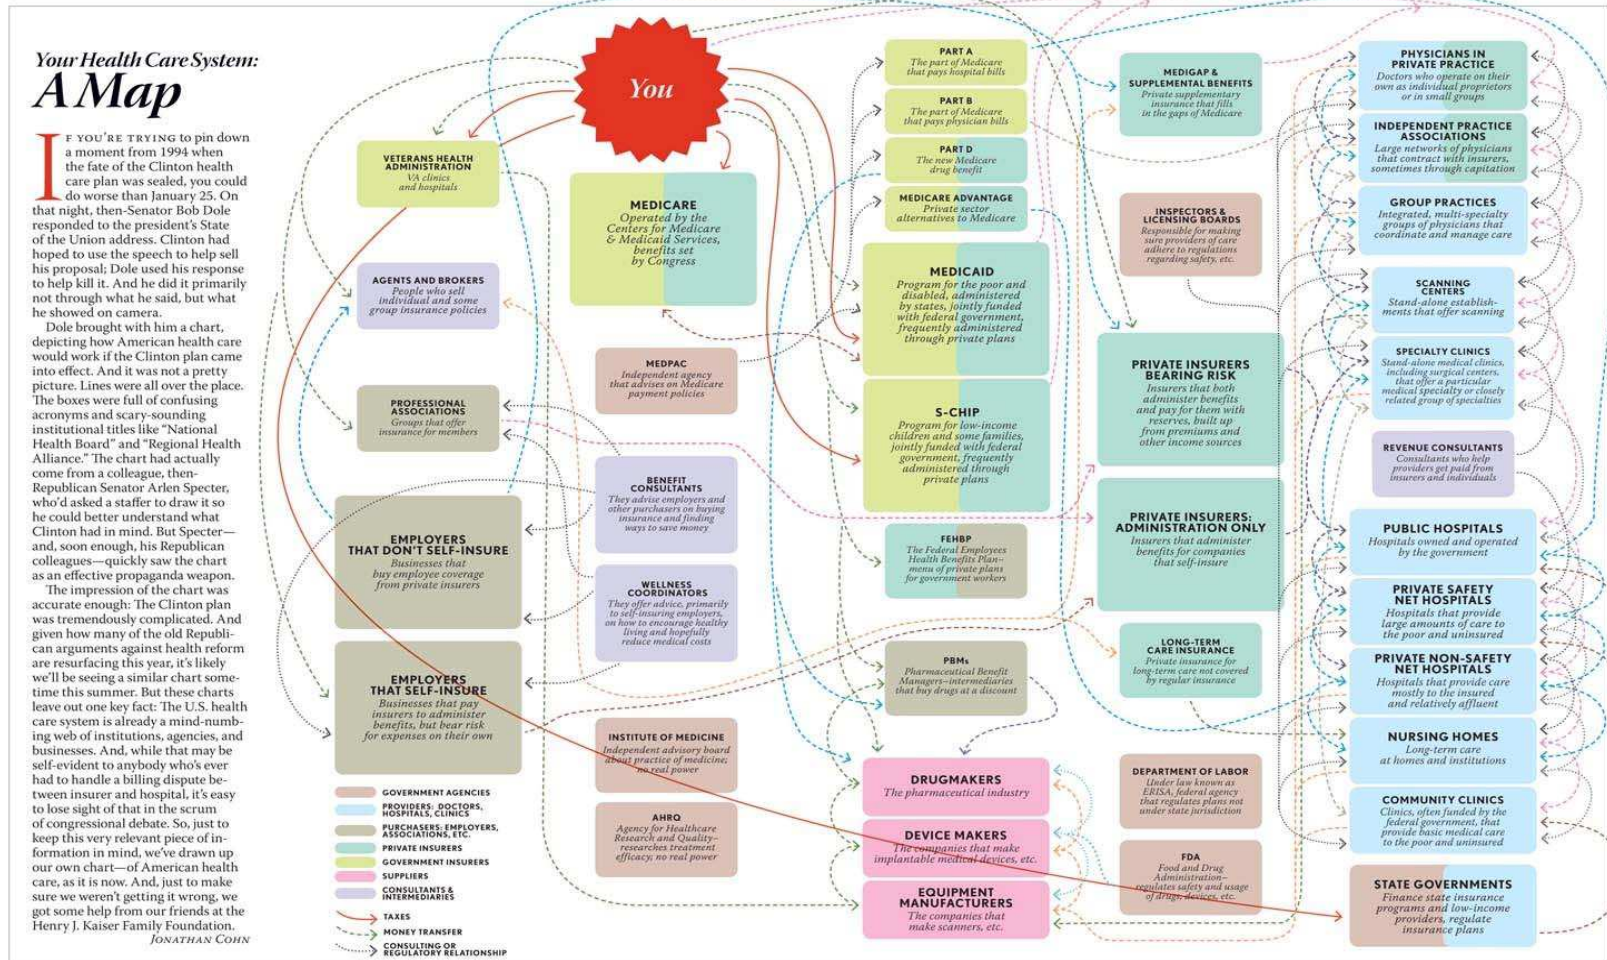 Your Health Care System:
A Map
IF YOU'RE TRYING to pin down
a moment from 1994 when
the fate of the Clinton health
care plan was sealed, you could
do worse than January 25. On
that night, then-Senator Bob Dole
responded to the president's State
of the Union address. Clinton had
hoped to use the speech to help sell
his proposal; Dole used his response
to help kill it. And he did it primarily
not through what he said, but what
he showed on camera.
Dole brought with him a chart,
depicting how American health care
would work if the Clinton plan came
into effect. And it was not a pretty
picture. Lines were all over the place.
The boxes were full of confusing
acronyms and scary-sounding
institutional titles like "National
Health Board" and "Regional Health
Alliance." The chart had actually
come from a colleague, then-
Republican Senator Arlen Specter,
who'd asked a staffer to draw it so
he could better understand what
Clinton had in mind. But Specter—
and, soon enough, his Republican
colleagues—quickly saw the chart
as an effective propaganda weapon.
The impression of the chart was
accurate enough: The Clinton plan
was tremendously complicated. And
given how many of the old Republi-
can arguments against health reform
are resurfacing this year, it's likely
we'll be seeing a similar chart some-
time this summer. But these charts
leave out one key fact: The U.S. health
care system is already a mind-numb-
ing web of institutions, agencies, and
businesses. And, while that may be
self-evident to anybody who's ever
had to handle a billing dispute be-
tween insurer and hospital, it's easy
to lose sight of that in the scrum
of congressional debate. So, just to
keep this very relevant piece of in-
formation in mind, we've drawn up
our own chart—of American health
care, as it is now. And, just to make
sure we weren't getting it wrong, we
got some help from our friends at the
Henry J. Kaiser Family Foundation.
JONATHAN COHN
You
VETERANS HEALTH
ADMINISTRATION
VA clinics
and hospitals
AGENTS AND BROKERS
People who sell
individual and some
group insurance policies
PROFESSIONAL
ASSOCIATIONS
Groups that offer
insurance for members
EMPLOYERS
THAT DON'T SELF-INSURE
Businesses that
buy employee coverage
from private insurers
EMPLOYERS
THAT SELF-INSURE
Businesses that pay
insurers to administer
benefits, but bear risk
for expenses on their own
GOVERNMENT AGENCIES
PROVIDERS: DOCTORS,
HOSPITALS, CLINICS
PURCHASERS: EMPLOYERS,
ASSOCIATIONS, ETC.
PRIVATE INSURERS
GOVERNMENT INSURERS
SUPPLIERS
CONSULTANTS &
INTERMEDIARIES
TAXES
MONEY TRANSFER
CONSULTING OR
REGULATORY RELATIONSHIP
MEDICARE
Operated by the
Centers for Medicare
& Medicaid Services,
benefits set
by Congress
MEDPAC
Independent agency
that advises on Medicare
payment policies
BENEFIT
CONSULTANTS
They advise employers and
other purchasers on buying
insurance and finding
ways to save money
WELLNESS
COORDINATORS
They offer advice, primarily
to self-insuring employers,
on how to encourage healthy
living and hopefully
reduce medical costs
INSTITUTE OF MEDICINE
Independent advisory board
about practice of medicine;
no real power
AHRQ
Agency for Healthcare
Research and Quality–
researches treatment
efficacy; no real power
PART A
The part of Medicare
that pays hospital bills
PART B
The part of Medicare
that pays physician bills
PART D
The new Medicare
drug benefit
MEDICARE ADVANTAGE
Private sector
alternatives to Medicare
MEDICAID
Program for the poor and
disabled, administered
by states, jointly funded
with federal government,
frequently administered
through private plans
S-CHIP
Program for low-income
children and some families,
jointly funded with federal
government, frequently
administered through
private plans
FEHBP
The Federal Employees
Health Benefits Plan–
menu of private plans
for government workers
PBMs
Pharmaceutical Benefit
Managers–intermediaries
that buy drugs at a discount
DRUGMAKERS
The pharmaceutical industry
DEVICE MAKERS
The companies that make
implantable medical devices, etc.
EQUIPMENT
MANUFACTURERS
The companies that
make scanners, etc.
MEDIGAP &
SUPPLEMENTAL BENEFITS
Private supplementary
insurance that fills
in the gaps of Medicare
INSPECTORS &
LICENSING BOARDS
Responsible for making
sure providers of care
adhere to regulations
regarding safety, etc.
PRIVATE INSURERS
BEARING RISK
Insurers that both
administer benefits
and pay for them with
reserves, built up
from premiums and
other income sources
PRIVATE INSURERS:
ADMINISTRATION ONLY
Insurers that administer
benefits for companies
that self-insure
LONG-TERM
CARE INSURANCE
Private insurance for
long-term care not covered
by regular insurance
DEPARTMENT OF LABOR
Under law known as
ERISA, federal agency
that regulates plans not
under state jurisdiction
FDA
Food and Drug
Administration–
regulates safety and usage
of drugs, devices, etc.
PHYSICIANS IN
PRIVATE PRACTICE
Doctors who operate on their
own as individual proprietors
or in small groups
INDEPENDENT PRACTICE
ASSOCIATIONS
Large networks of physicians
that contract with insurers,
sometimes through capitation
GROUP PRACTICES
Integrated, multi-specialty
groups of physicians that
coordinate and manage care
SCANNING
CENTERS
Stand-alone establish-
ments that offer scanning
SPECIALTY CLINICS
Stand-alone medical clinics,
including surgical centers,
that offer a particular
medical specialty or closely
related group of specialties
REVENUE CONSULTANTS
Consultants who help
providers get paid from
insurers and individuals
PUBLIC HOSPITALS
Hospitals owned and operated
by the government
PRIVATE SAFETY
NET HOSPITALS
Hospitals that provide
large amounts of care to
the poor and uninsured
PRIVATE NON-SAFETY
NET HOSPITALS
Hospitals that provide care
mostly to the insured
and relatively affluent
NURSING HOMES
Long-term care
at homes and institutions
COMMUNITY CLINICS
Clinics, often funded by the
federal government, that
provide basic medical care
to the poor and uninsured
STATE GOVERNMENTS
Finance state insurance
programs and low-income
providers, regulate
insurance plans